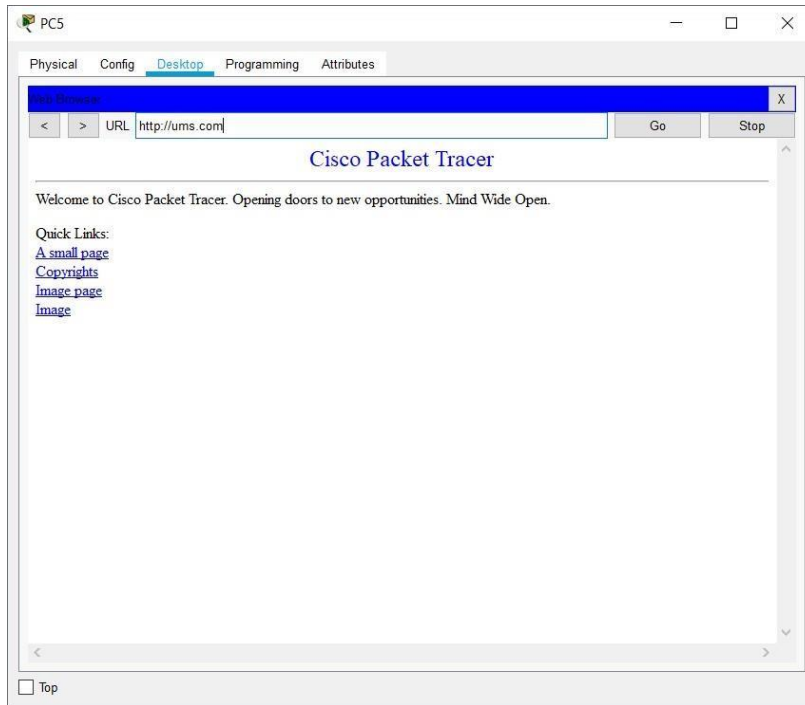 PC5
Physical Config Desktop Programming Attributes
Web Browser
X
< > URL http://ums.com Go Stop
Cisco Packet Tracer
Welcome to Cisco Packet Tracer. Opening doors to new opportunities. Mind Wide Open.
Quick Links:
A small page
Copyrights
Image page
Image
Top